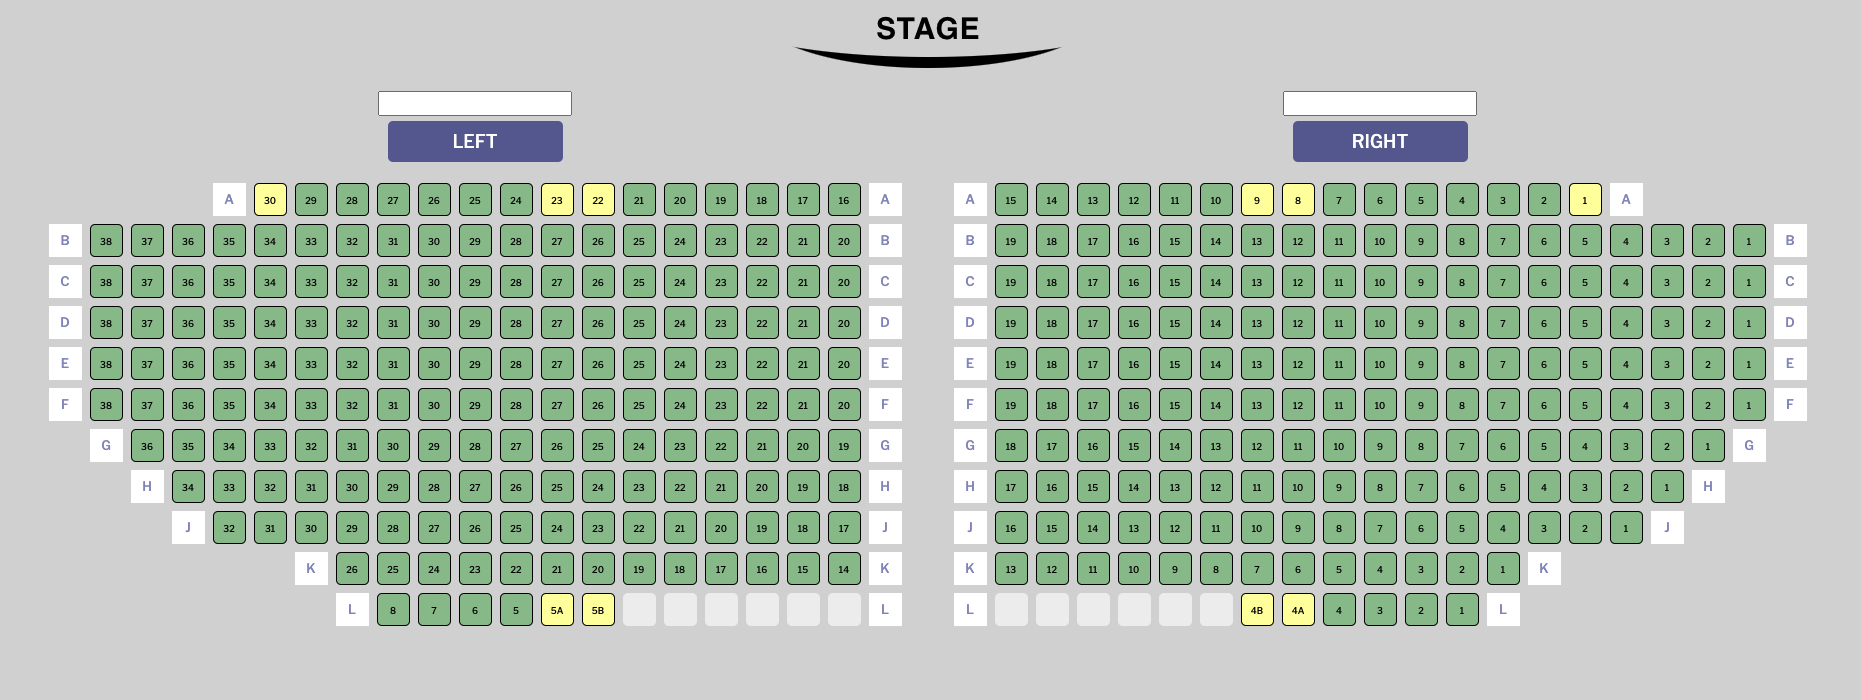 STAGE
LEFT RIGHT
A 30 29 28 27 26 25 24 23 22 21 20 19 18 17 16 A A 15 14 13 12 11 10 9 8 7 6 5 4 3 2 1 A
B 38 37 36 35 34 33 32 31 30 29 28 27 26 25 24 23 22 21 20 B B 19 18 17 16 15 14 13 12 11 10 9 8 7 6 5 4 3 2 1 B
C 38 37 36 35 34 33 32 31 30 29 28 27 26 25 24 23 22 21 20 C C 19 18 17 16 15 14 13 12 11 10 9 8 7 6 5 4 3 2 1 C
D 38 37 36 35 34 33 32 31 30 29 28 27 26 25 24 23 22 21 20 D D 19 18 17 16 15 14 13 12 11 10 9 8 7 6 5 4 3 2 1 D
E 38 37 36 35 34 33 32 31 30 29 28 27 26 25 24 23 22 21 20 E E 19 18 17 16 15 14 13 12 11 10 9 8 7 6 5 4 3 2 1 E
F 38 37 36 35 34 33 32 31 30 29 28 27 26 25 24 23 22 21 20 F F 19 18 17 16 15 14 13 12 11 10 9 8 7 6 5 4 3 2 1 F
G 36 35 34 33 32 31 30 29 28 27 26 25 24 23 22 21 20 19 G G 18 17 16 15 14 13 12 11 10 9 8 7 6 5 4 3 2 1 G
H 34 33 32 31 30 29 28 27 26 25 24 23 22 21 20 19 18 H H 17 16 15 14 13 12 11 10 9 8 7 6 5 4 3 2 1 H
J 32 31 30 29 28 27 26 25 24 23 22 21 20 19 18 17 J J 16 15 14 13 12 11 10 9 8 7 6 5 4 3 2 1 J
K 26 25 24 23 22 21 20 19 18 17 16 15 14 K K 13 12 11 10 9 8 7 6 5 4 3 2 1 K
L 8 7 6 5 5A 5B L L 4B 4A 4 3 2 1 L